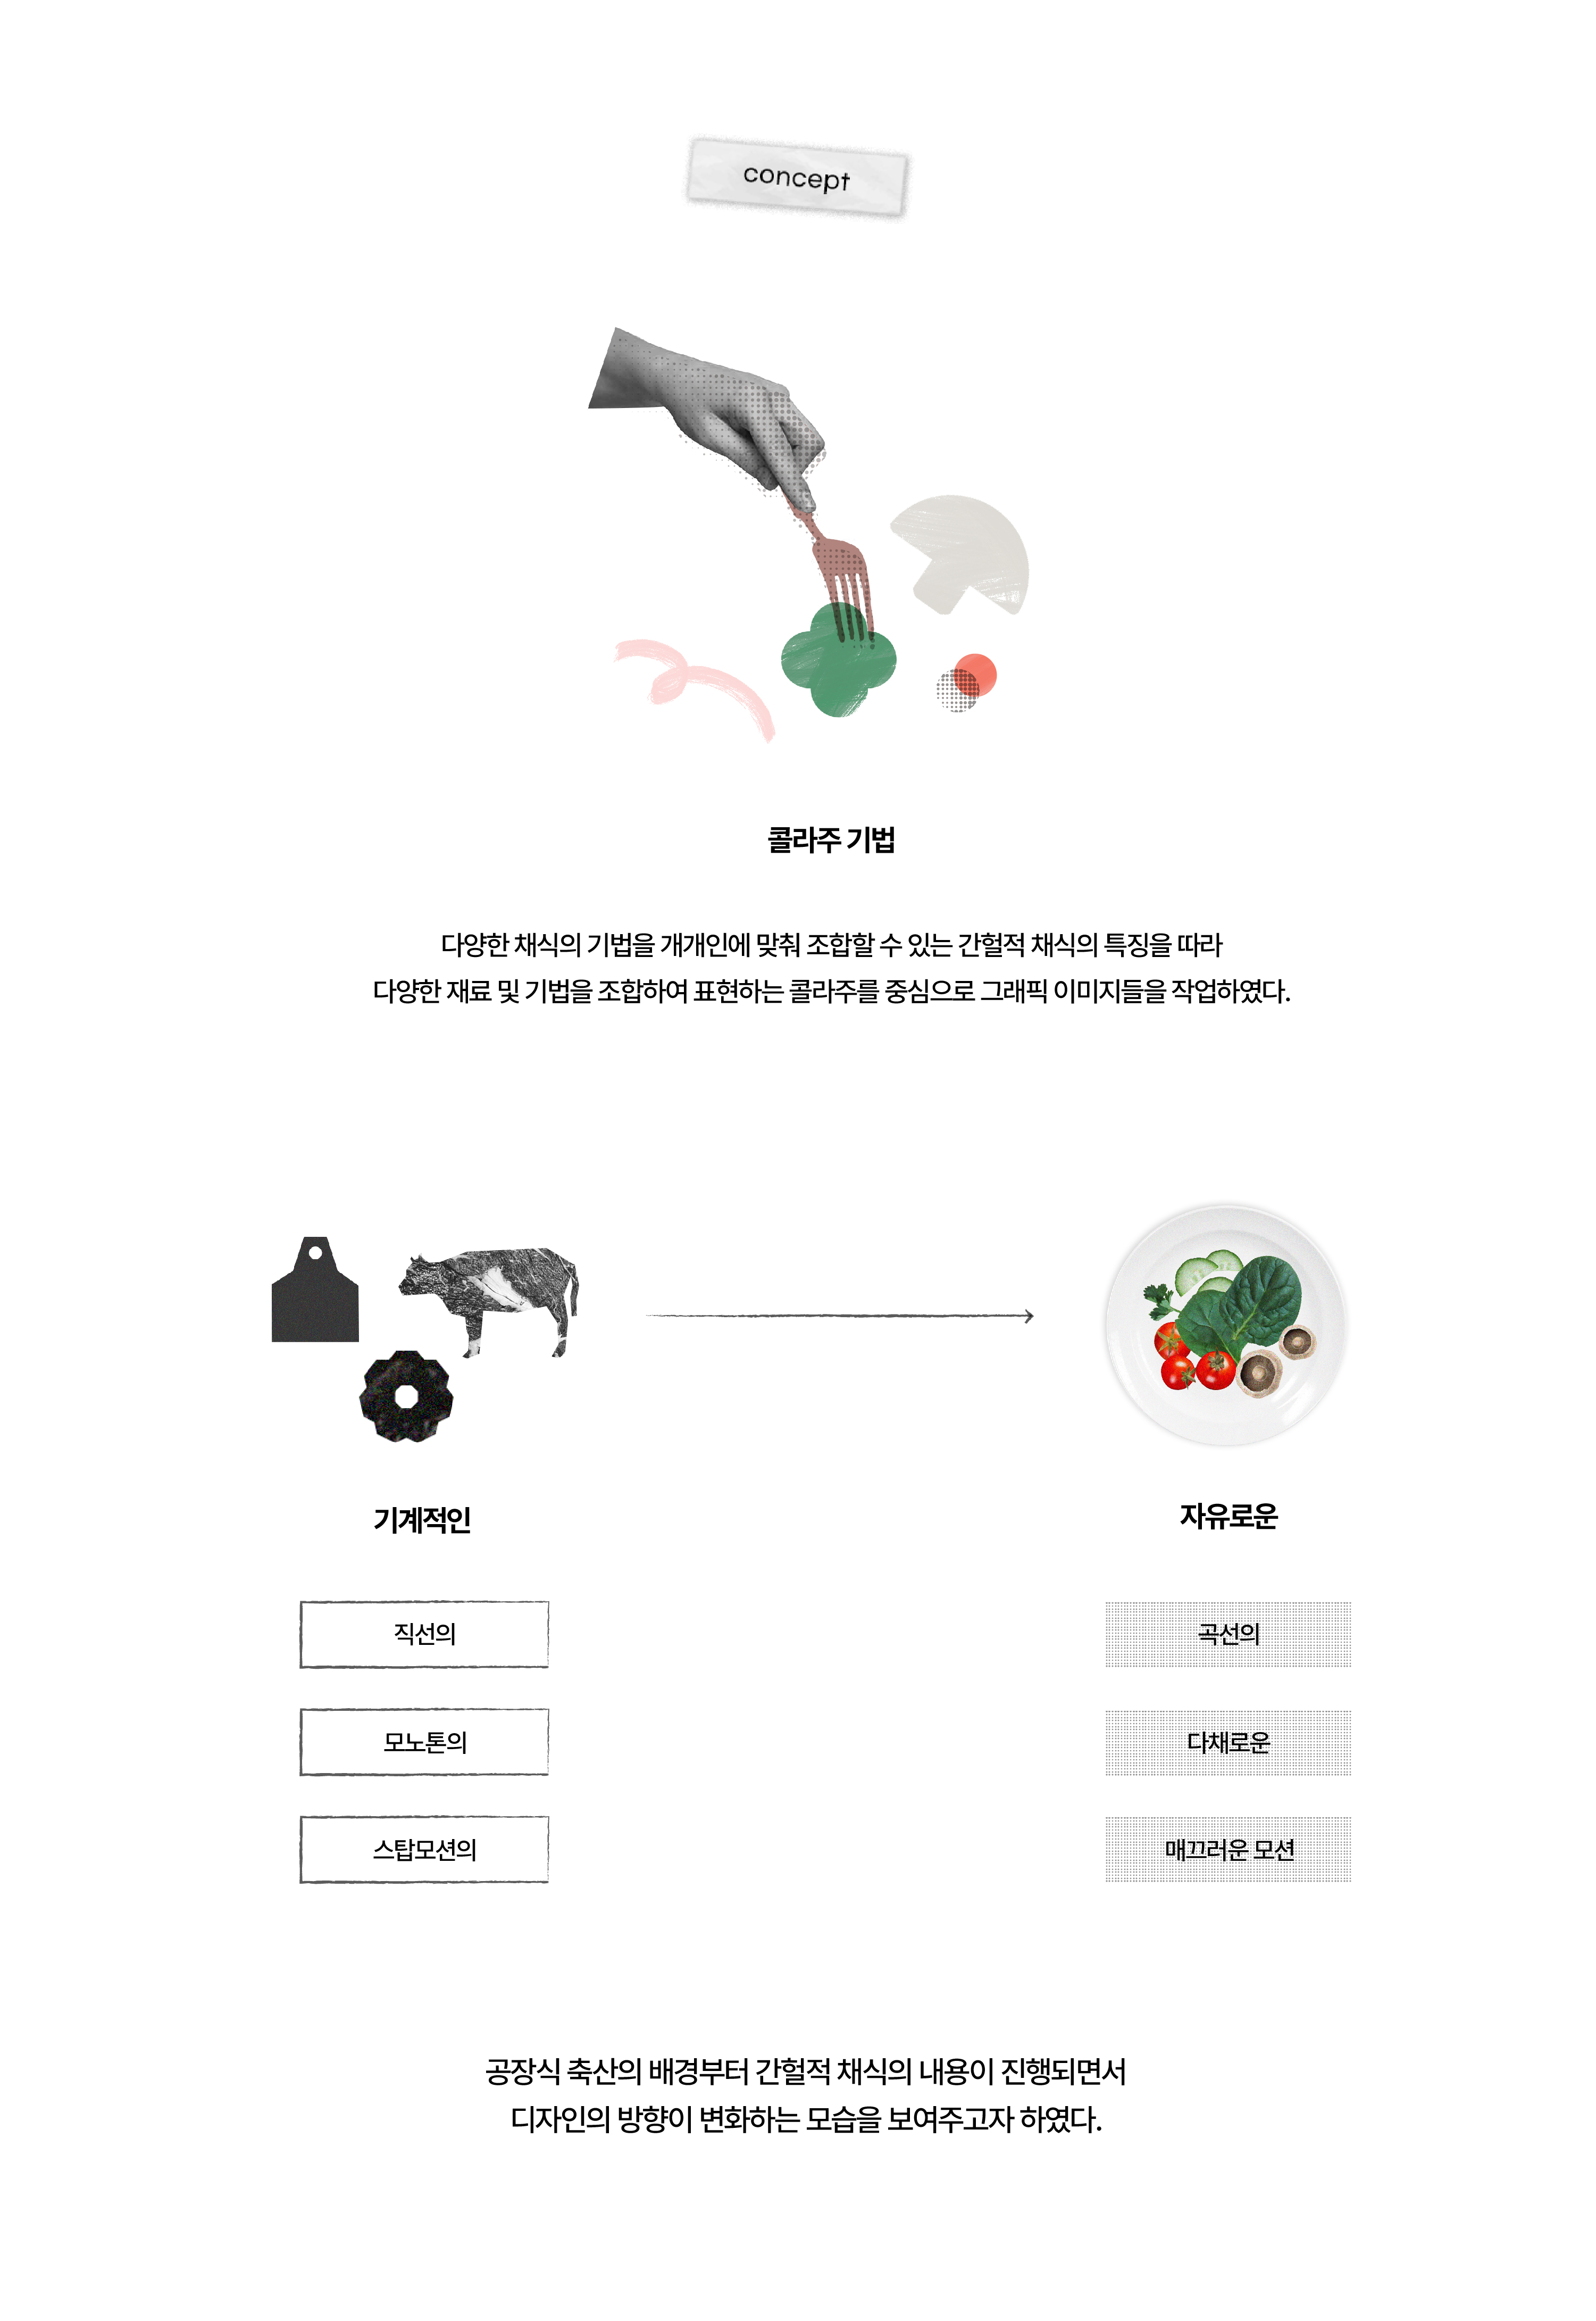 concept
콜라주 기법
다양한 채식의 기법을 개개인에 맞춰 조합할 수 있는 간헐적 채식의 특징을 따라
다양한 재료 및 기법을 조합하여 표현하는 콜라주를 중심으로 그래픽 이미지들을 작업하였다.
기계적인
자유로운
직선의
곡선의
모노톤의
다채로운
스탑모션의
매끄러운 모션
공장식 축산의 배경부터 간헐적 채식의 내용이 진행되면서
디자인의 방향이 변화하는 모습을 보여주고자 하였다.